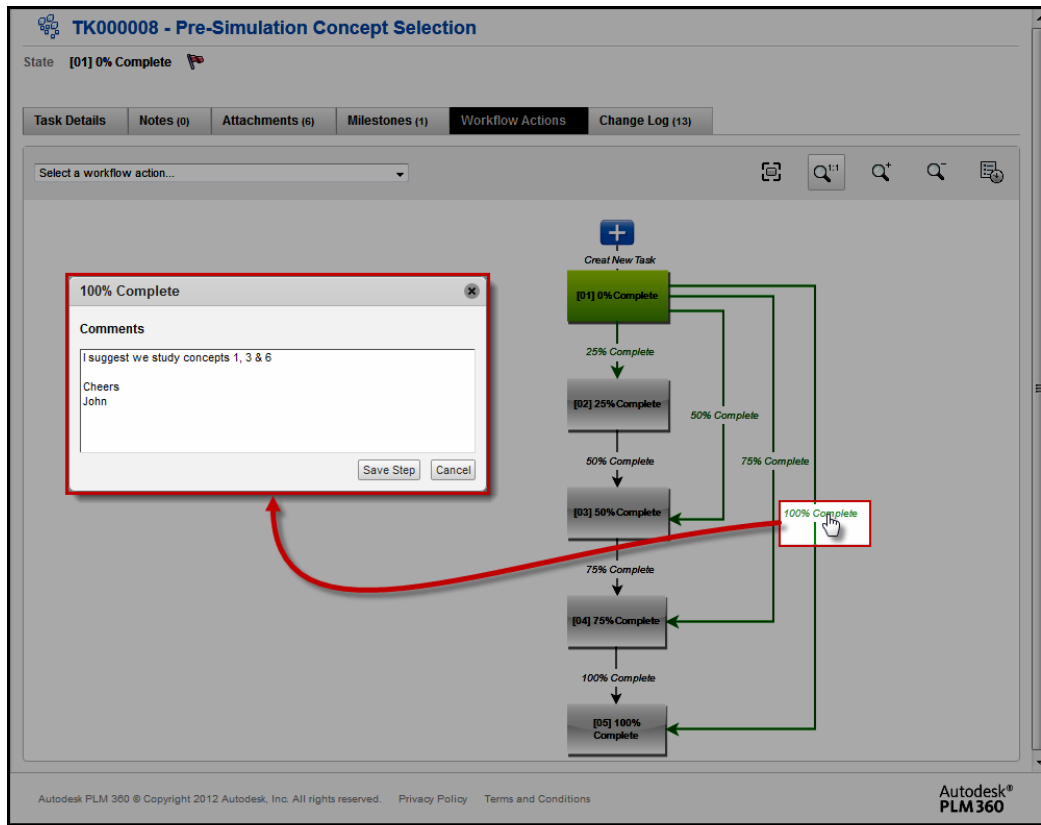 TK000008 - Pre-Simulation Concept Selection
State [01] 0% Complete
Task Details Notes (0) Attachments (6) Milestones (1) Workflow Actions Change Log (13)
Select a workflow action...
1:1
Creat New Task
[01] 0% Complete
100% Complete
Comments
I suggest we study concepts 1, 3 & 6
Cheers
John
Save Step Cancel
25% Complete
[02] 25% Complete
50% Complete
50% Complete
75% Complete
[03] 50% Complete
100% Complete
75% Complete
[04] 75% Complete
100% Complete
[05] 100%
Complete
Autodesk PLM 360 © Copyright 2012 Autodesk, Inc. All rights reserved. Privacy Policy Terms and Conditions
Autodesk®
PLM 360